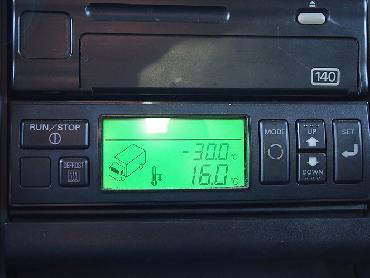 140
RUN/STOP
DEFROST
-30.0 °C
16.0 °C
MODE
UP
DOWN
SET